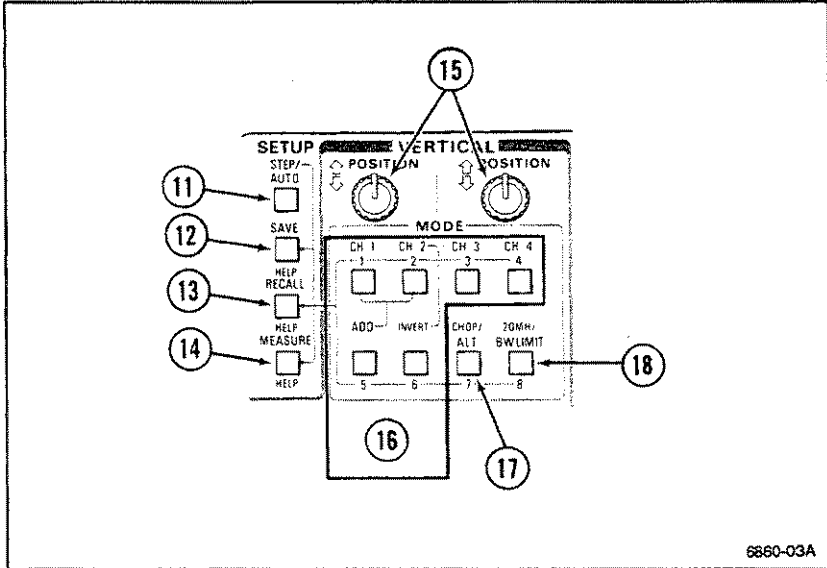 15
SETUP VERTICAL
STEP/
AUTO
POSITION POSITION
11
MODE
SAVE
CH 1 CH 2 CH 3 CH 4
12
1 2 3 4
HELP
RECALL
13
ADD INVERT CHOP/
ALT 20MH/
BW LIMIT
HELP
MEASURE
14
18
HELP
5 6 7 8
16
17
6860-03A